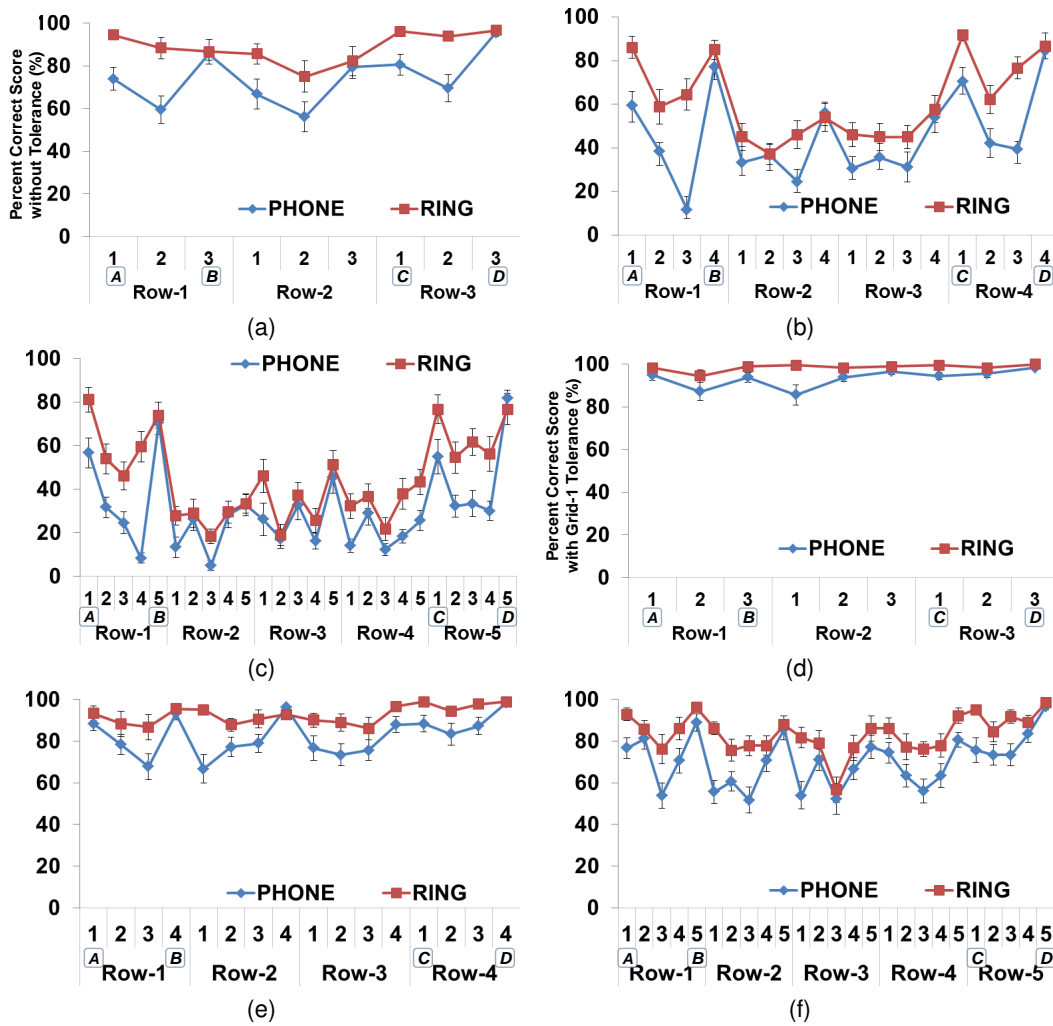 Percent Correct Score
without Tolerance (%)
100
80
60
40
20
0
PHONE RING
1 2 3 1 2 3 1 2 3
A B C D
Row-1 Row-2 Row-3
(a)
100
80
60
40
20
0
PHONE RING
1 2 3 4 1 2 3 4 1 2 3 4 1 2 3 4
A B C D
Row-1 Row-2 Row-3 Row-4
(b)
100
80
60
40
20
0
PHONE RING
1 2 3 4 5 1 2 3 4 5 1 2 3 4 5 1 2 3 4 5 1 2 3 4 5
A B C D
Row-1 Row-2 Row-3 Row-4 Row-5
(c)
Percent Correct Score
with Grid-1 Tolerance (%)
100
80
60
40
20
0
PHONE RING
1 2 3 1 2 3 1 2 3
A B C D
Row-1 Row-2 Row-3
(d)
100
80
60
40
20
0
PHONE RING
1 2 3 4 1 2 3 4 1 2 3 4 1 2 3 4
A B C D
Row-1 Row-2 Row-3 Row-4
(e)
100
80
60
40
20
0
PHONE RING
1 2 3 4 5 1 2 3 4 5 1 2 3 4 5 1 2 3 4 5 1 2 3 4 5
A B C D
Row-1 Row-2 Row-3 Row-4 Row-5
(f)